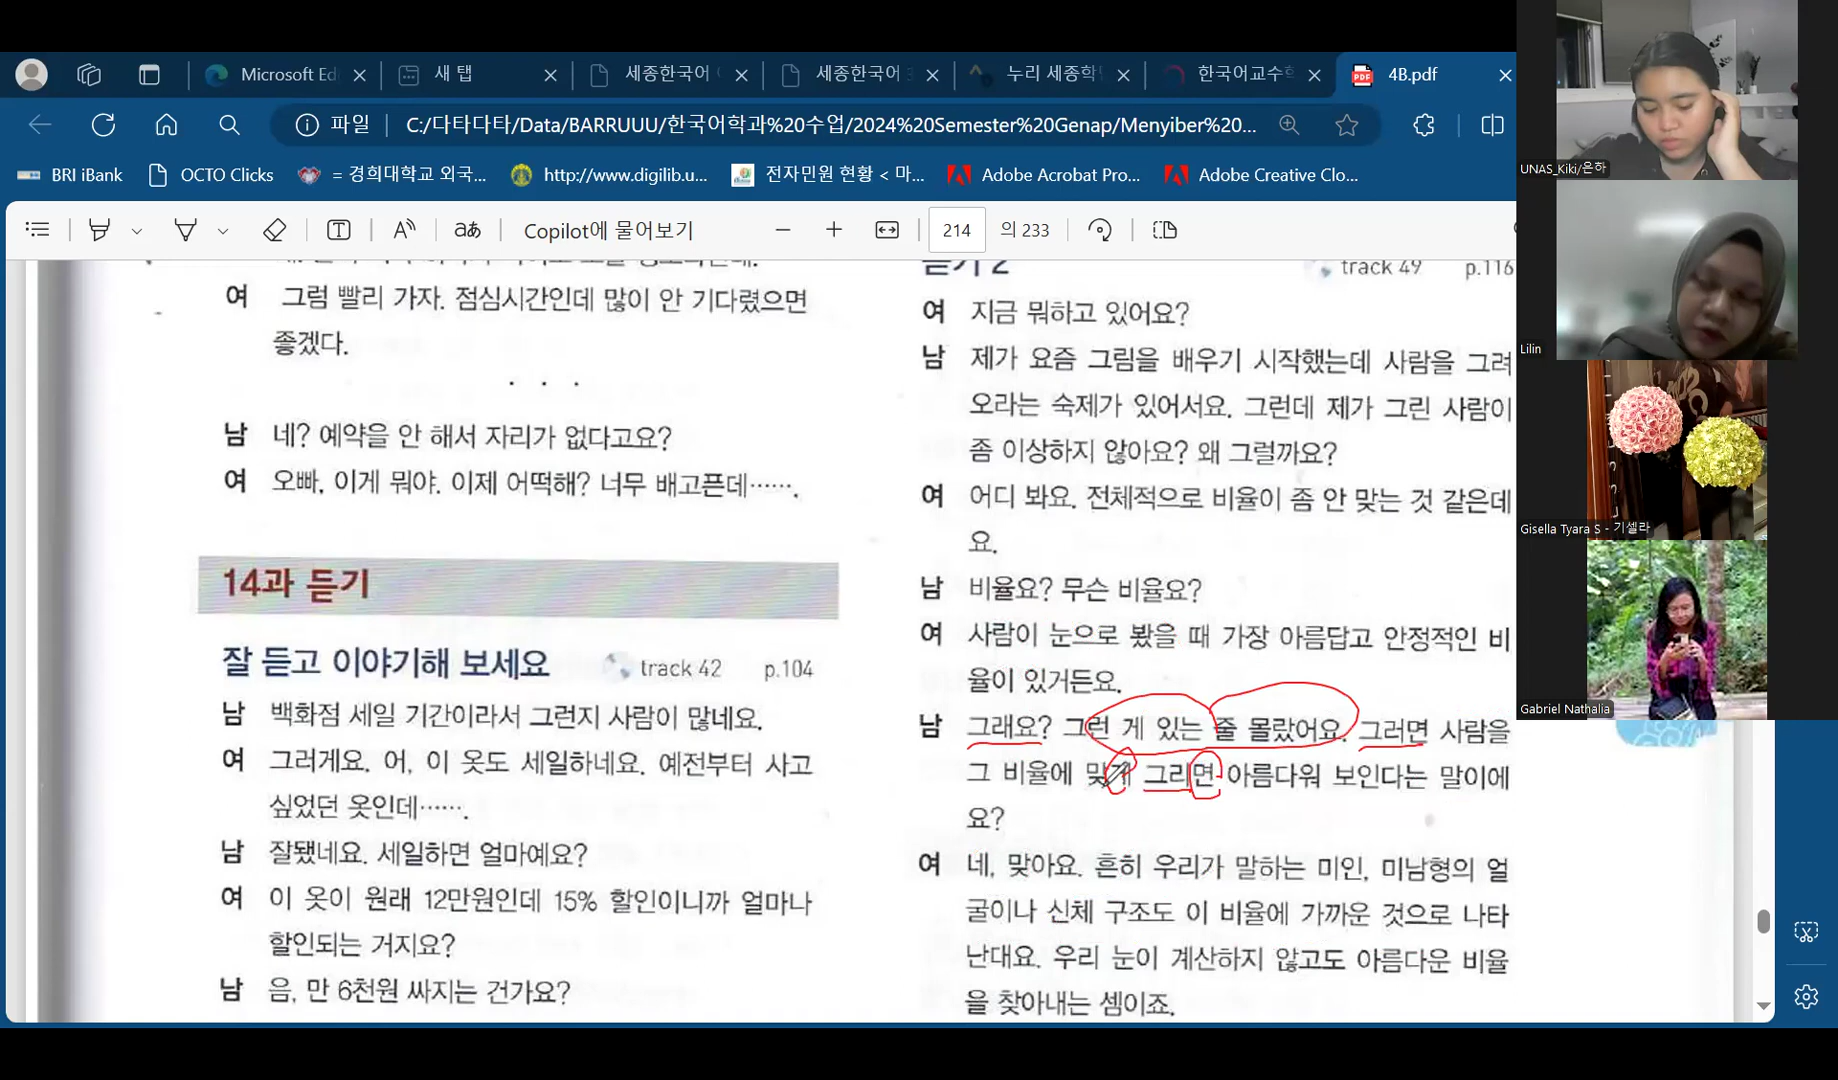 Microsoft Ed
새 탭
세종한국어
세종한국어
누리 세종학
한국어교수
4B.pdf
파일
C:/다타다타/Data/BARRUUU/한국어학과%20수업/2024%20Semester%20Genap/Menyiber%20...
BRI iBank
OCTO Clicks
= 경희대학교 외국...
http://www.digilib.u...
전자민원 현황 < 마...
Adobe Acrobat Pro...
Adobe Creative Clo...
Copilot에 물어보기
214
의 233
여 그럼 빨리 가자. 점심시간인데 많이 안 기다렸으면
좋겠다.
. . .
남 네? 예약을 안 해서 자리가 없다고요?
여 오빠, 이게 뭐야. 이제 어떡해? 너무 배고픈데…….
14과 듣기
잘 듣고 이야기해 보세요 track 42 p.104
남 백화점 세일 기간이라서 그런지 사람이 많네요.
여 그러게요. 어, 이 옷도 세일하네요. 예전부터 사고
싶었던 옷인데…….
남 잘됐네요. 세일하면 얼마예요?
여 이 옷이 원래 12만원인데 15% 할인이니까 얼마나
할인되는 거지요?
남 음, 만 6천원 싸지는 건가요?
듣기 2 track 49 p.116
여 지금 뭐하고 있어요?
남 제가 요즘 그림을 배우기 시작했는데 사람을 그려
오라는 숙제가 있어서요. 그런데 제가 그린 사람이
좀 이상하지 않아요? 왜 그럴까요?
여 어디 봐요. 전체적으로 비율이 좀 안 맞는 것 같은데
요.
남 비율요? 무슨 비율요?
여 사람이 눈으로 봤을 때 가장 아름답고 안정적인 비
율이 있거든요.
남 그래요? 그런 게 있는 줄 몰랐어요. 그러면 사람을
그 비율에 맞게 그리면 아름다워 보인다는 말이에
요?
여 네, 맞아요. 흔히 우리가 말하는 미인, 미남형의 얼
굴이나 신체 구조도 이 비율에 가까운 것으로 나타
난대요. 우리 눈이 계산하지 않고도 아름다운 비율
을 찾아내는 셈이죠.
UNAS_Kiki/은하
Lilin
Gisella Tyara S - 기셀라
Gabriel Nathalia